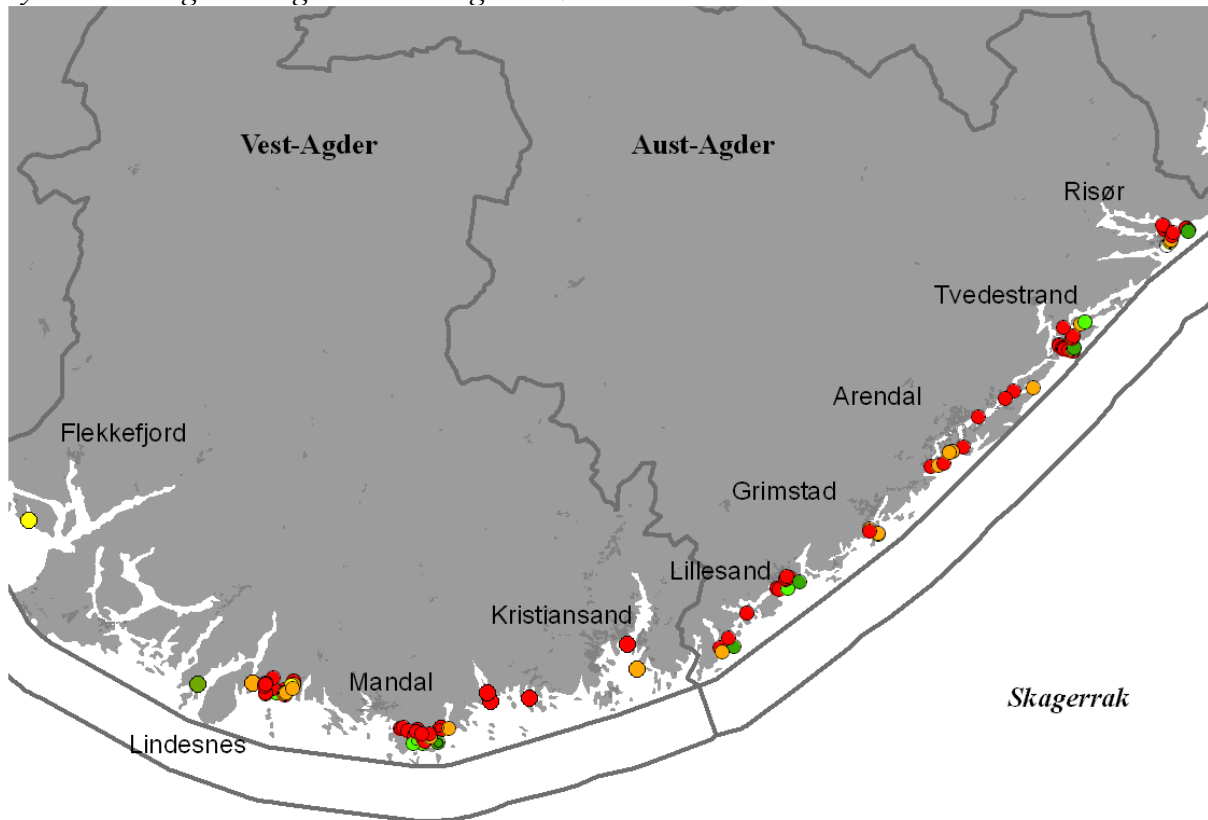 Vest-Agder
Aust-Agder
Risør
Tvedestrand
Arendal
Flekkefjord
Grimstad
Lillesand
Kristiansand
Mandal
Skagerrak
Lindesnes